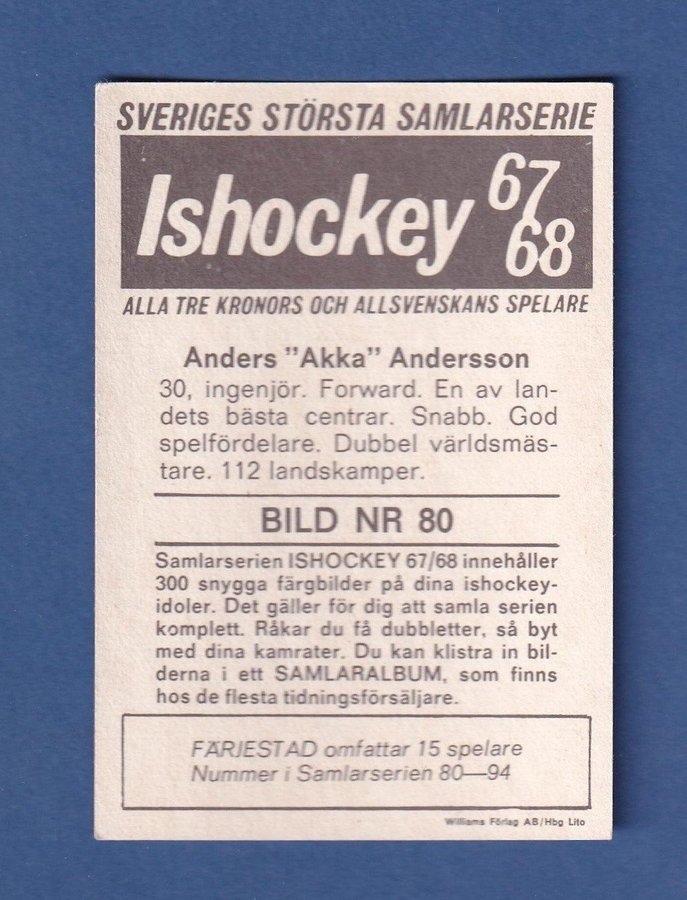 SVERIGES STÖRSTA SAMLARSERIE
Ishockey 67/68
ALLA TRE KRONORS OCH ALLSVENSKANS SPELARE
Anders "Akka" Andersson
30, ingenjör. Forward. En av lan-
dets bästa centrar. Snabb. God
spelfördelare. Dubbel världsmäs-
tare. 112 landskamper.
BILD NR 80
Samlarserien ISHOCKEY 67/68 innehåller
300 snygga färgbilder på dina ishockey-
idoler. Det gäller för dig att samla serien
komplett. Råkar du få dubbletter, så byt
med dina kamrater. Du kan klistra in bil-
derna i ett SAMLARALBUM, som finns
hos de flesta tidningsförsäljare.
FÄRJESTAD omfattar 15 spelare
Nummer i Samlarserien 80—94
Williams Förlag AB/Hbg Lito